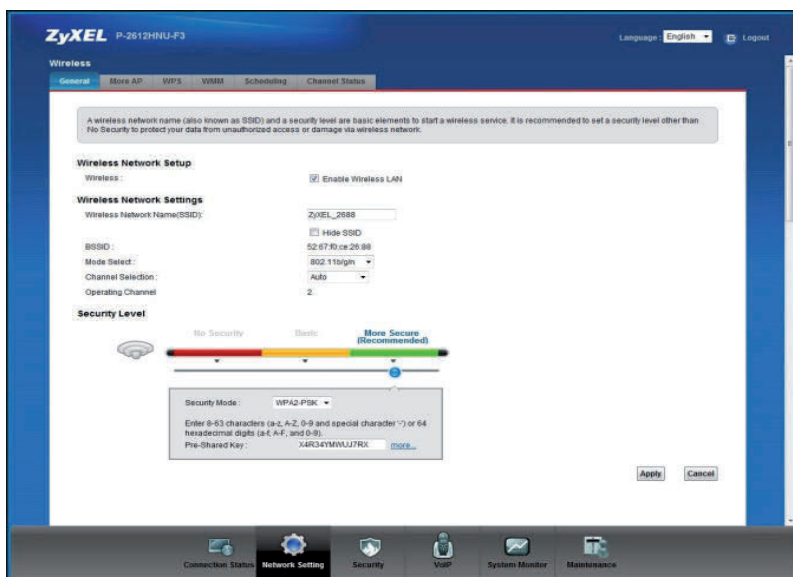 ZyXEL P-2612HNU-F3
Language : English
Logout
Wireless
General More AP WPS WMM Scheduling Channel Status
A wireless network name (also known as SSID) and a security level are basic elements to start a wireless service. It is recommended to set a security level other than
No Security to protect your data from unauthorized access or damage via wireless network.
Wireless Network Setup
Wireless : Enable Wireless LAN
Wireless Network Settings
Wireless Network Name(SSID): ZyXEL_2688
Hide SSID
BSSID : 52:67:f0:ce:26:88
Mode Select : 802.11b/g/n
Channel Selection : Auto
Operating Channel 2
Security Level
No Security Basic More Secure
(Recommended)
Security Mode : WPA2-PSK
Enter 8-63 characters (a-z, A-Z, 0-9 and special character '-') or 64
hexadecimal digits (a-f, A-F, and 0-9).
Pre-Shared Key : X4R34YMWUJ7RX more...
Apply Cancel
Connection Status Network Setting Security VoIP System Monitor Maintenance